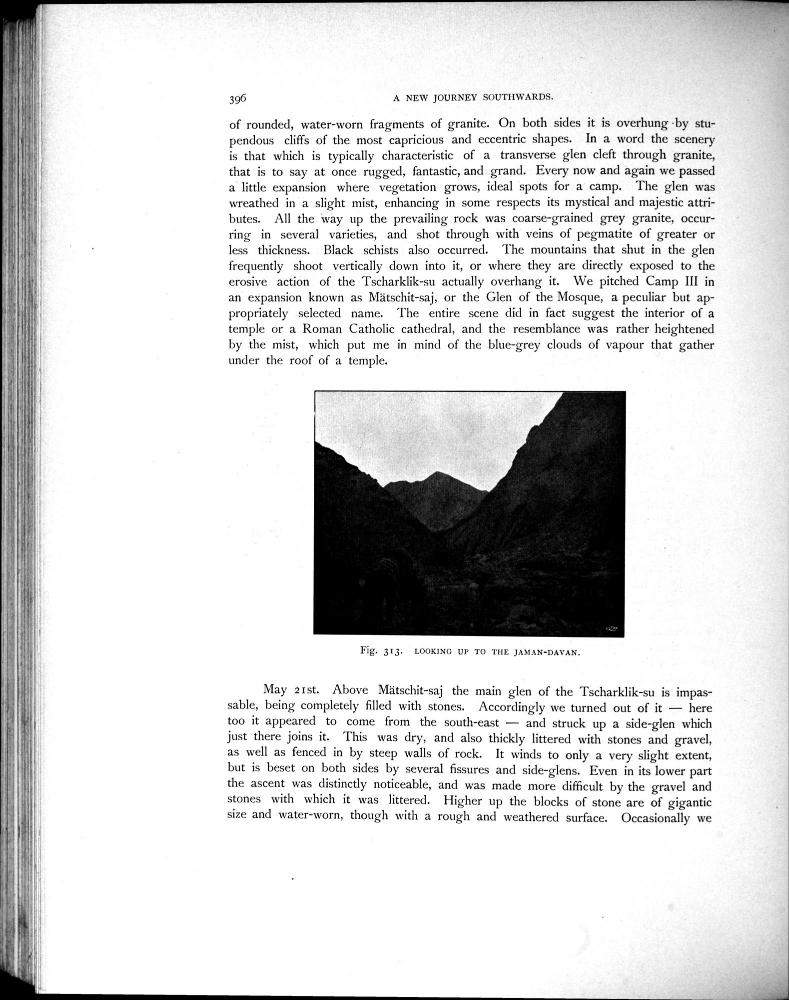 396 A NEW JOURNEY SOUTHWARDS.
of rounded, water-worn fragments of granite. On both sides it is overhung by stu-
pendous cliffs of the most capricious and eccentric shapes. In a word the scenery
is that which is typically characteristic of a transverse glen cleft through granite,
that is to say at once rugged, fantastic, and grand. Every now and again we passed
a little expansion where vegetation grows, ideal spots for a camp. The glen was
wreathed in a slight mist, enhancing in some respects its mystical and majestic attri-
butes. All the way up the prevailing rock was coarse-grained grey granite, occur-
ring in several varieties, and shot through with veins of pegmatite of greater or
less thickness. Black schists also occurred. The mountains that shut in the glen
frequently shoot vertically down into it, or where they are directly exposed to the
erosive action of the Tscharklik-su actually overhang it. We pitched Camp III in
an expansion known as Mätschit-saj, or the Glen of the Mosque, a peculiar but ap-
propriately selected name. The entire scene did in fact suggest the interior of a
temple or a Roman Catholic cathedral, and the resemblance was rather heightened
by the mist, which put me in mind of the blue-grey clouds of vapour that gather
under the roof of a temple.
Fig. 313. LOOKING UP TO THE JAMAN-DAVAN.
May 21st. Above Mätschit-saj the main glen of the Tscharklik-su is impas-
sable, being completely filled with stones. Accordingly we turned out of it — here
too it appeared to come from the south-east — and struck up a side-glen which
just there joins it. This was dry, and also thickly littered with stones and gravel,
as well as fenced in by steep walls of rock. It winds to only a very slight extent,
but is beset on both sides by several fissures and side-glens. Even in its lower part
the ascent was distinctly noticeable, and was made more difficult by the gravel and
stones with which it was littered. Higher up the blocks of stone are of gigantic
size and water-worn, though with a rough and weathered surface. Occasionally we